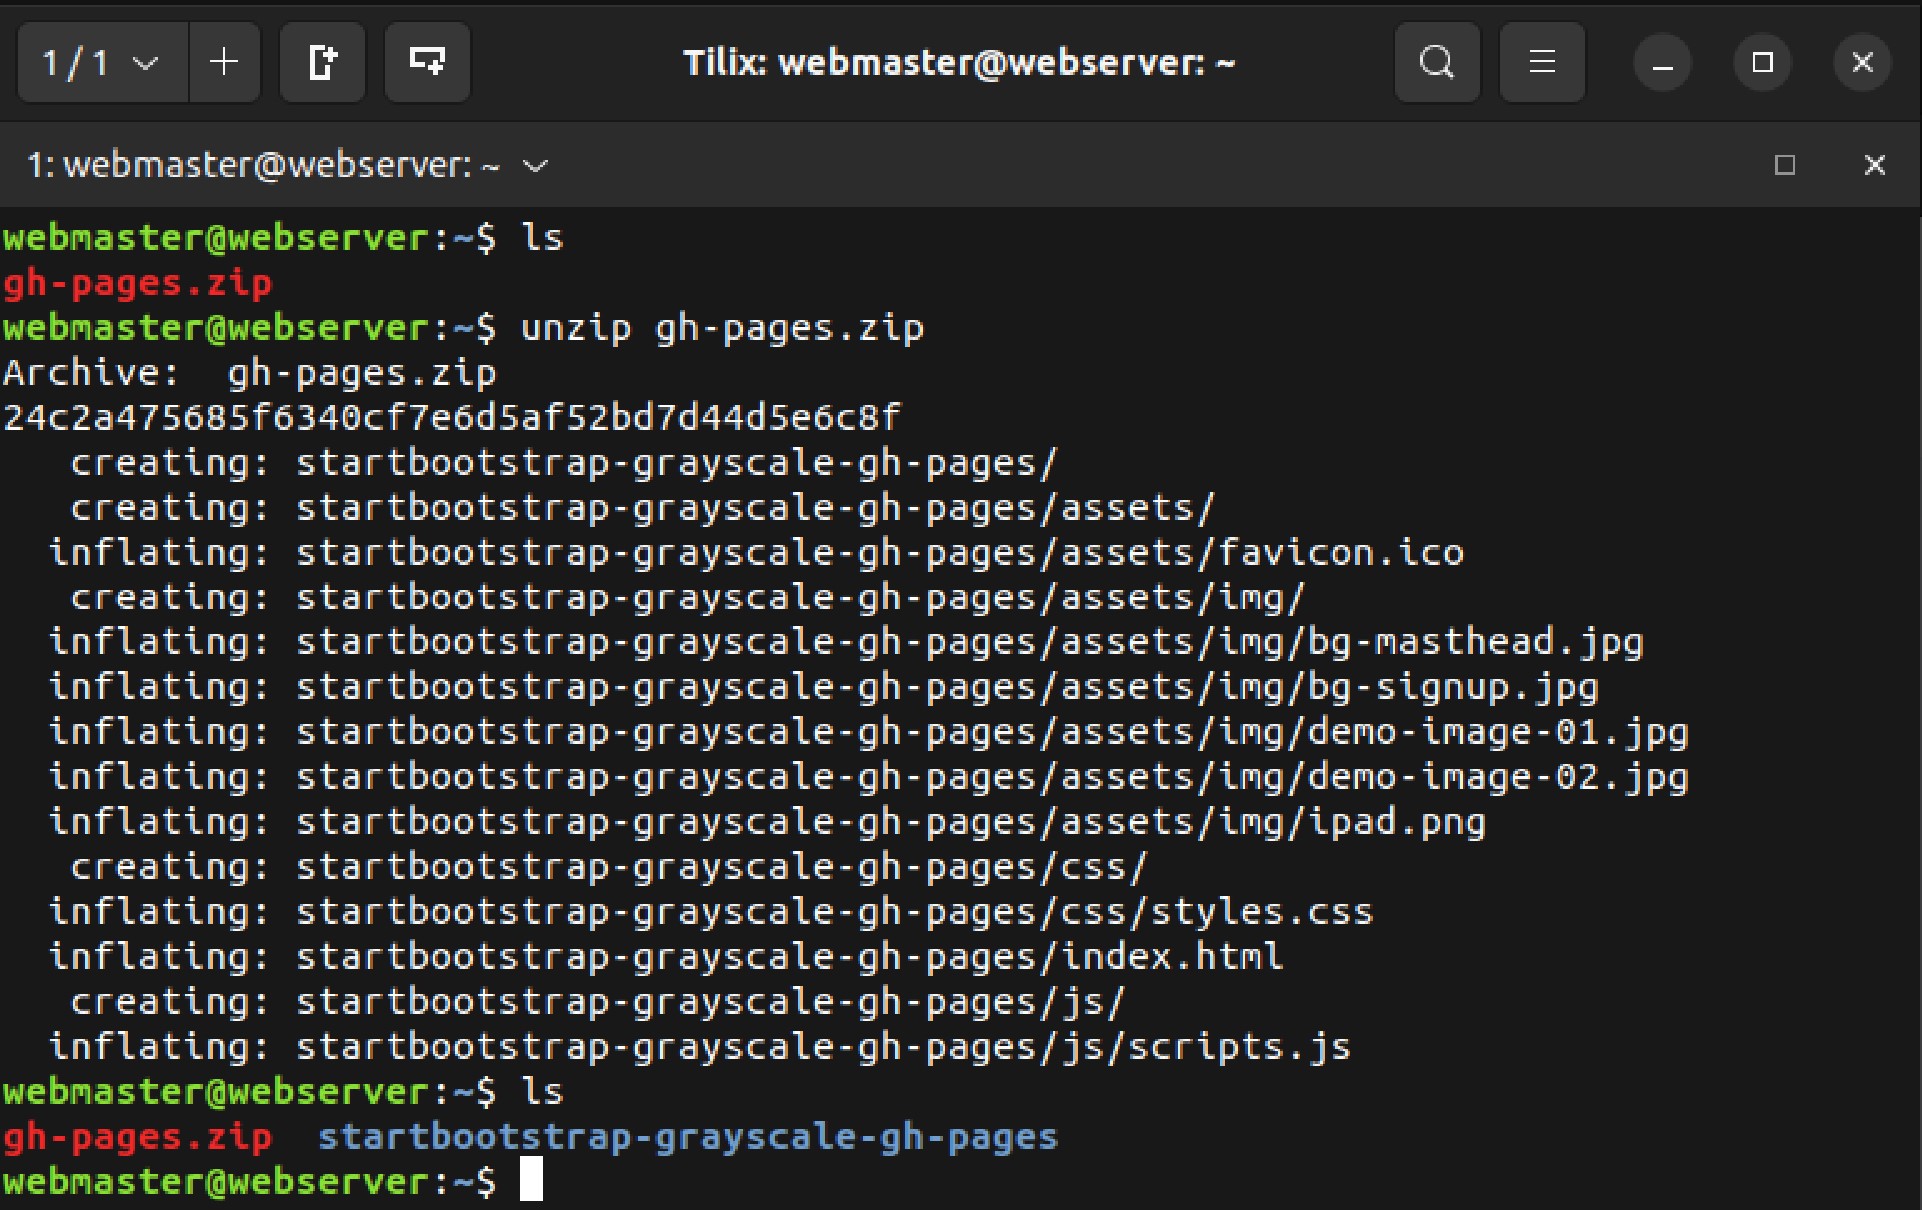 1 / 1
Tilix: webmaster@webserver: ~
1: webmaster@webserver: ~
webmaster@webserver:~$ ls
gh-pages.zip
webmaster@webserver:~$ unzip gh-pages.zip
Archive:  gh-pages.zip
24c2a475685f6340cf7e6d5af52bd7d44d5e6c8f
   creating: startbootstrap-grayscale-gh-pages/
   creating: startbootstrap-grayscale-gh-pages/assets/
  inflating: startbootstrap-grayscale-gh-pages/assets/favicon.ico
   creating: startbootstrap-grayscale-gh-pages/assets/img/
  inflating: startbootstrap-grayscale-gh-pages/assets/img/bg-masthead.jpg
  inflating: startbootstrap-grayscale-gh-pages/assets/img/bg-signup.jpg
  inflating: startbootstrap-grayscale-gh-pages/assets/img/demo-image-01.jpg
  inflating: startbootstrap-grayscale-gh-pages/assets/img/demo-image-02.jpg
  inflating: startbootstrap-grayscale-gh-pages/assets/img/ipad.png
   creating: startbootstrap-grayscale-gh-pages/css/
  inflating: startbootstrap-grayscale-gh-pages/css/styles.css
  inflating: startbootstrap-grayscale-gh-pages/index.html
   creating: startbootstrap-grayscale-gh-pages/js/
  inflating: startbootstrap-grayscale-gh-pages/js/scripts.js
webmaster@webserver:~$ ls
gh-pages.zip  startbootstrap-grayscale-gh-pages
webmaster@webserver:~$